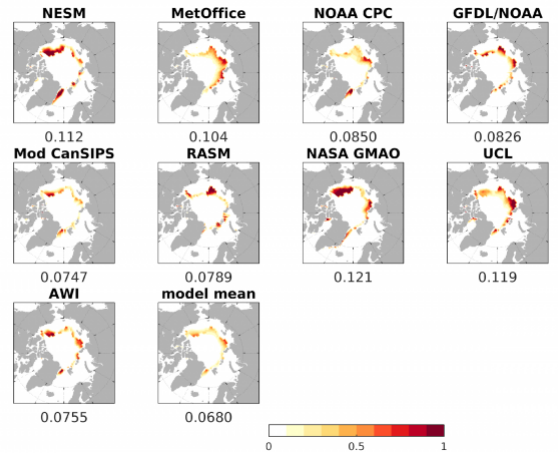 NESM MetOffice NOAA CPC GFDL/NOAA
0.112 0.104 0.0850 0.0826
Mod CanSIPS RASM NASA GMAO UCL
0.0747 0.0789 0.121 0.119
AWI model mean
0.0755 0.0680
0 0.5 1